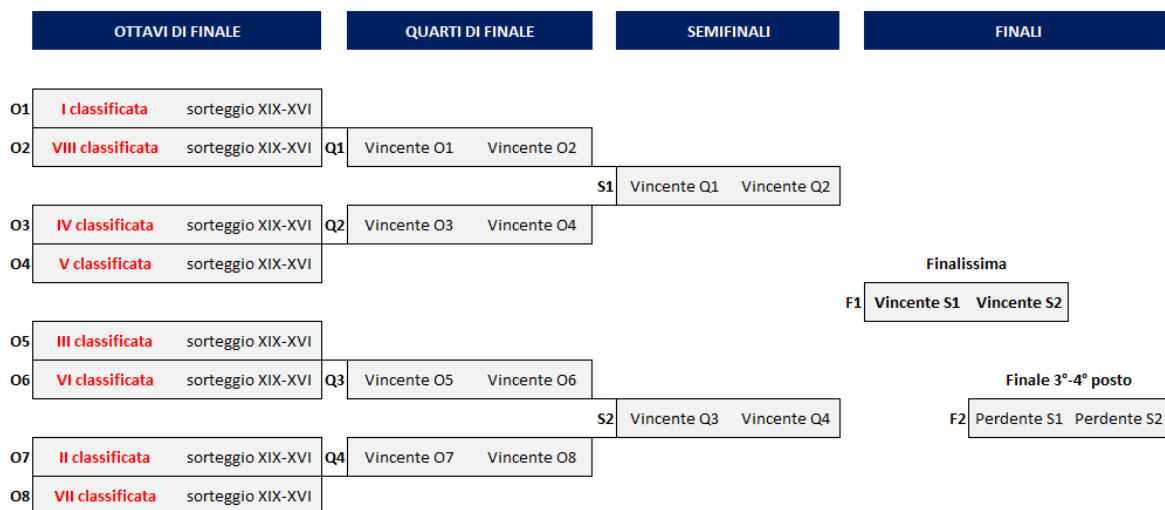 OTTAVI DI FINALE QUARTI DI FINALE SEMIFINALI FINALI
O1 I classificata sorteggio XIX-XVI
O2 VIII classificata sorteggio XIX-XVI Q1 Vincente O1 Vincente O2
S1 Vincente Q1 Vincente Q2
O3 IV classificata sorteggio XIX-XVI Q2 Vincente O3 Vincente O4
O4 V classificata sorteggio XIX-XVI Finalissima
F1 Vincente S1 Vincente S2
O5 III classificata sorteggio XIX-XVI
O6 VI classificata sorteggio XIX-XVI Q3 Vincente O5 Vincente O6 Finale 3°-4° posto
S2 Vincente Q3 Vincente Q4 F2 Perdente S1 Perdente S2
O7 II classificata sorteggio XIX-XVI Q4 Vincente O7 Vincente O8
O8 VII classificata sorteggio XIX-XVI